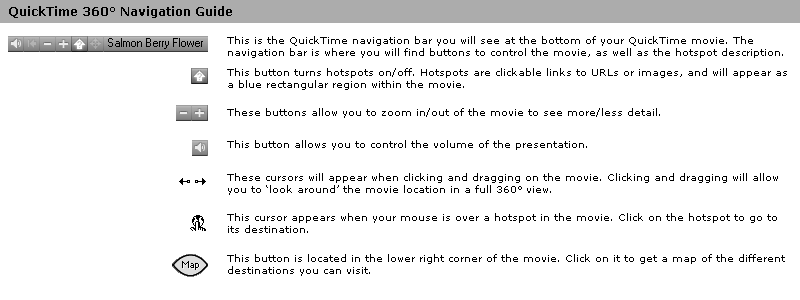 QuickTime 360° Navigation Guide
Salmon Berry Flower
This is the QuickTime navigation bar you will see at the bottom of your QuickTime movie. The
navigation bar is where you will find buttons to control the movie, as well as the hotspot description.
This button turns hotspots on/off. Hotspots are clickable links to URLs or images, and will appear as
a blue rectangular region within the movie.
These buttons allow you to zoom in/out of the movie to see more/less detail.
This button allows you to control the volume of the presentation.
These cursors will appear when clicking and dragging on the movie. Clicking and dragging will allow
you to ‘look around’ the movie location in a full 360° view.
This cursor appears when your mouse is over a hotspot in the movie. Click on the hotspot to go to
its destination.
Map
This button is located in the lower right corner of the movie. Click on it to get a map of the different
destinations you can visit.